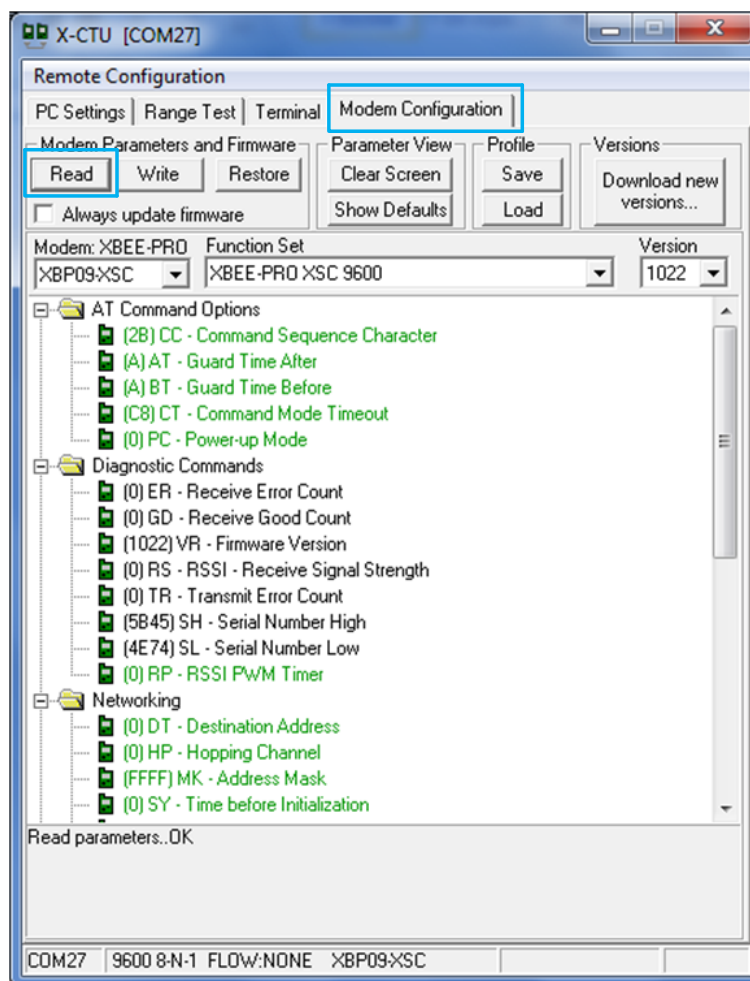 X-CTU [COM27]
Remote Configuration
PC Settings Range Test Terminal Modem Configuration
Modem Parameters and Firmware Parameter View Profile Versions
Read Write Restore Clear Screen Save Download new versions...
Always update firmware Show Defaults Load
Modem: XBEE-PRO Function Set Version
XBP09-XSC XBEE-PRO XSC 9600 1022
AT Command Options
(2B) CC - Command Sequence Character
(A) AT - Guard Time After
(A) BT - Guard Time Before
(C8) CT - Command Mode Timeout
(0) PC - Power-up Mode
Diagnostic Commands
(0) ER - Receive Error Count
(0) GD - Receive Good Count
(1022) VR - Firmware Version
(0) RS - RSSI - Receive Signal Strength
(0) TR - Transmit Error Count
(5B45) SH - Serial Number High
(4E74) SL - Serial Number Low
(0) RP - RSSI PWM Timer
Networking
(0) DT - Destination Address
(0) HP - Hopping Channel
(FFFF) MK - Address Mask
(0) SY - Time before Initialization
Read parameters..OK
COM27 9600 8-N-1 FLOW:NONE XBP09-XSC